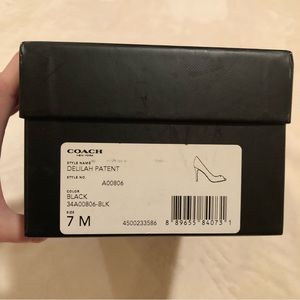 COACH
NEW YORK
STYLE NAME
DELILAH PATENT
STYLE NO.
A00806
COLOR
BLACK
34A00806-BLK
SIZE
7 M
4500233586
8 89655 84073 1